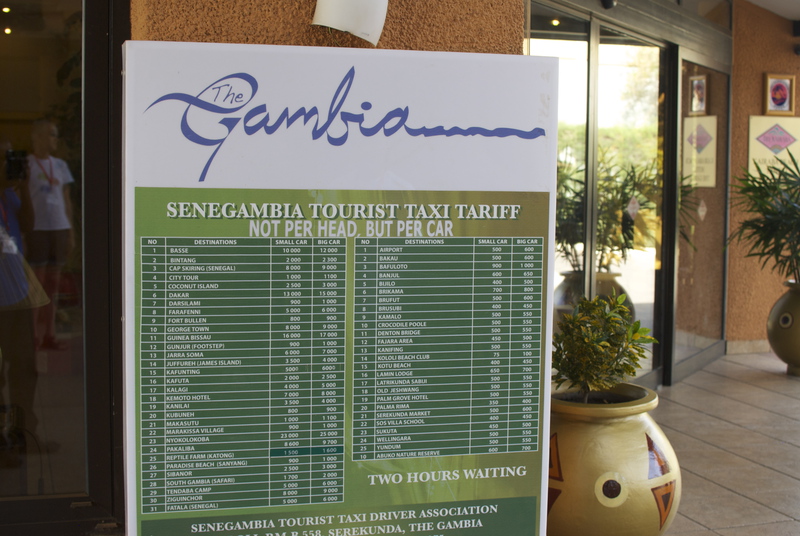 The
Gambia
SENEGAMBIA TOURIST TAXI TARIFF
NOT PER HEAD, BUT PER CAR
NO DESTINATIONS SMALL CAR BIG CAR
1 BASSE 10 000 12 000
2 BINTANG 2 000 2 300
3 CAP SKIRING (SENEGAL) 8 000 9 000
4 CITY TOUR 1 000 1100
5 COCONUT ISLAND 2 500 3 000
6 DAKAR 13 000 15 000
7 DARSILAMI 900 1 000
8 FARAFENNI 5 000 6 000
9 FORT BULLEN 800 900
10 GEORGE TOWN 8 000 9 000
11 GUINEA BISSAU 16 000 17 000
12 GUNJUR (FOOTSTEP) 900 1 000
13 JARRA SOMA 6 000 7 000
14 JUFFUREH (JAMES ISLAND) 3 500 4 000
15 KAFUNTING 5001 6000
16 KAFUTA 2 000 2 500
17 KALAGI 4 000 5 000
18 KEMOTO HOTEL 7 000 8 000
19 KANILAI 3 500 4 000
20 KUBUNEH 800 900
21 MAKASUTU 1 000 1 100
22 MARAKISSA VILLAGE 900 1 000
23 NYOKOLOKOBA 23 000 25 000
24 PAKALIBA 8 600 9 700
25 REPTILE FARM (KATONG) 1 500 1 600
26 PARADISE BEACH (SANYANG) 900 1 000
27 SIBANOR 2 500 3 000
28 SOUTH GAMBIA (SAFARI) 1 700 2 000
29 TENDABA CAMP 5 000 6 000
30 ZIGUINCHOR 8 000 9 000
31 FATALA (SENEGAL) 5 000 6 000
NO DESTINATIONS SMALL CAR BIG CAR
1 AIRPORT 500 600
2 BAKAU 500 600
3 BAFULOTO 900 1 000
4 BANJUL 600 650
5 BUILO 400 500
6 BRIKAMA 700 800
7 BRUFUT 500 600
8 BRUSUBI 400 450
9 KAMALO 500 550
10 CROCODILE POOLE 500 550
11 DENTON BRIDGE 500 550
12 FAJARA AREA 450 500
13 KANIFING 500 550
14 KOLOLI BEACH CLUB 75 100
15 KOTU BEACH 400 450
16 LAMIN LODGE 650 700
17 LATRIKUNDA SABIJI 500 550
18 OLD JESHWANG 500 550
19 PALM GROVE HOTEL 500 550
20 PALMA RIMA 350 400
21 SEREKUNDA MARKET 400 500
22 SOS VILLA SCHOOL 400 500
23 SUKUTA 400 450
24 WELLINGARA 500 550
25 YUNDUM 500 550
10 ABUKO NATURE RESERVE 600 700
TWO HOURS WAITING
SENEGAMBIA TOURIST TAXI DRIVER ASSOCIATION
558, SEREKUNDA, THE GAMBIA